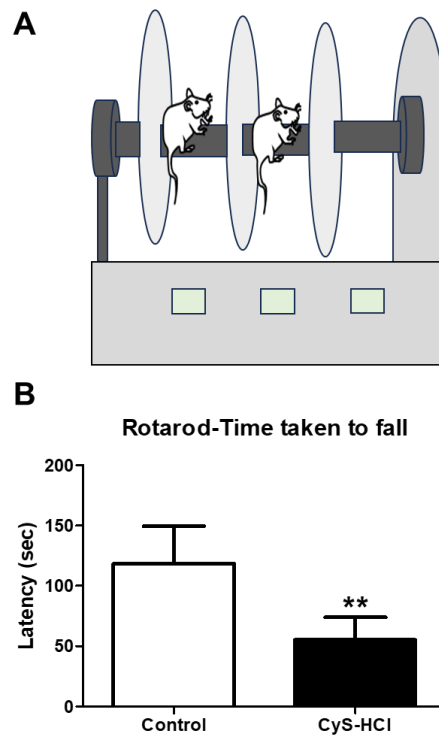 A
B
Rotarod-Time taken to fall
Latency (sec)
200
150
100
50
0
**
Control
CyS-HCl